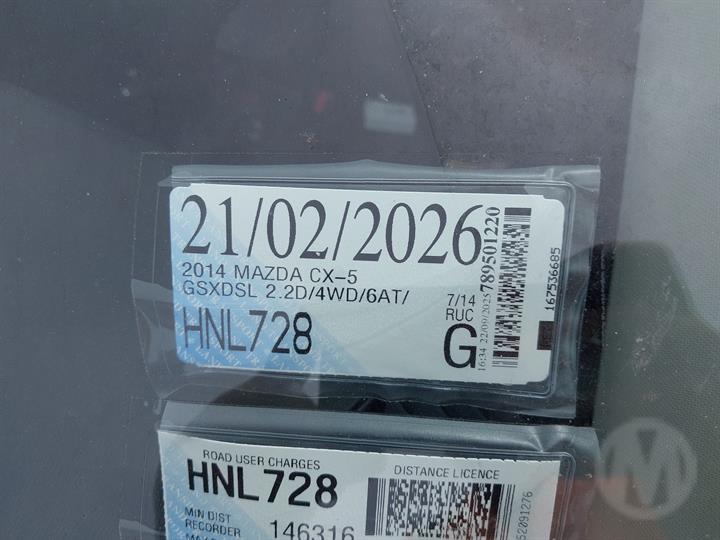 21/02/2026
2014 MAZDA CX-5
GSXDSL 2.2D/4WD/6AT/
HNL728
7/14
RUC
G
16:34 22/09/2025
789501220
167536685
ROAD USER CHARGES
HNL728
DISTANCE LICENCE
MIN DIST
RECORDER
146316
52091276
M